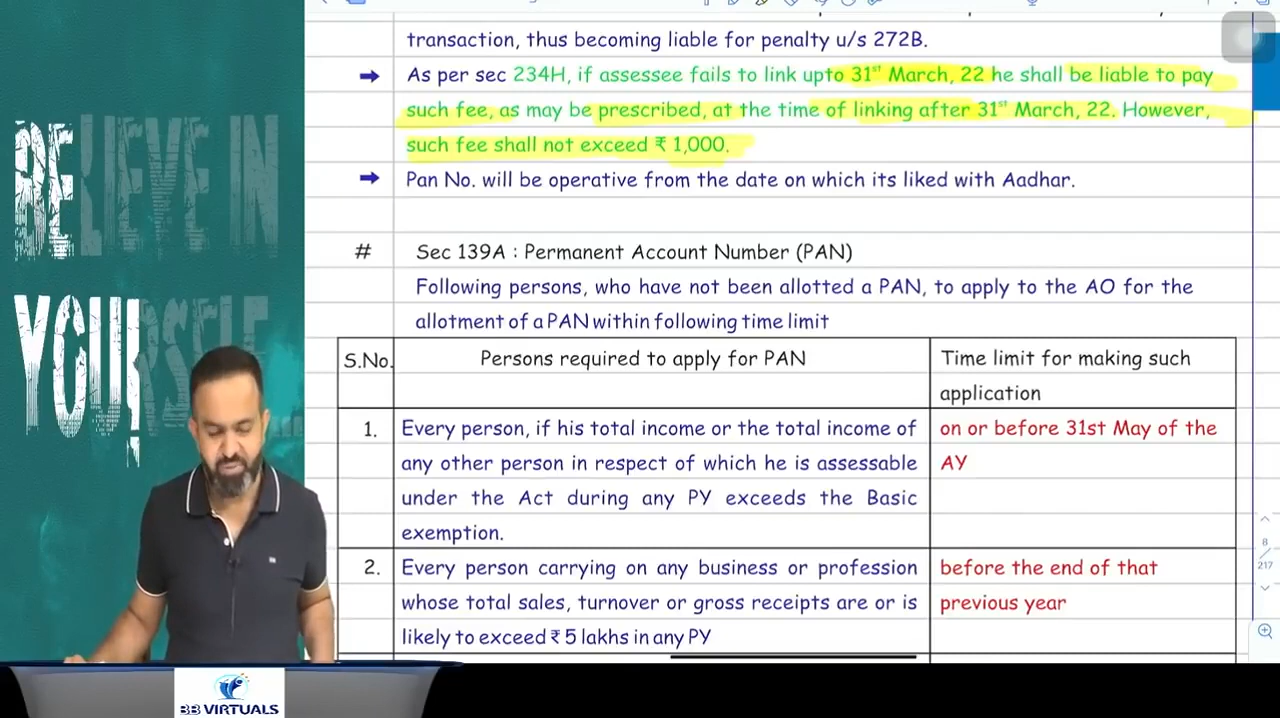 BELIEVE IN
YOURSELF
transaction, thus becoming liable for penalty u/s 272B.
➔ As per sec 234H, if assessee fails to link upto 31st March, 22 he shall be liable to pay
such fee, as may be prescribed, at the time of linking after 31st March, 22. However,
such fee shall not exceed ₹ 1,000.
➔ Pan No. will be operative from the date on which its liked with Aadhar.
# Sec 139A : Permanent Account Number (PAN)
Following persons, who have not been allotted a PAN, to apply to the AO for the
allotment of a PAN within following time limit
S.No.
Persons required to apply for PAN
Time limit for making such
application
1.
Every person, if his total income or the total income of
any other person in respect of which he is assessable
under the Act during any PY exceeds the Basic
exemption.
on or before 31st May of the
AY
2.
Every person carrying on any business or profession
whose total sales, turnover or gross receipts are or is
likely to exceed ₹ 5 lakhs in any PY
before the end of that
previous year
8
217
BB VIRTUALS